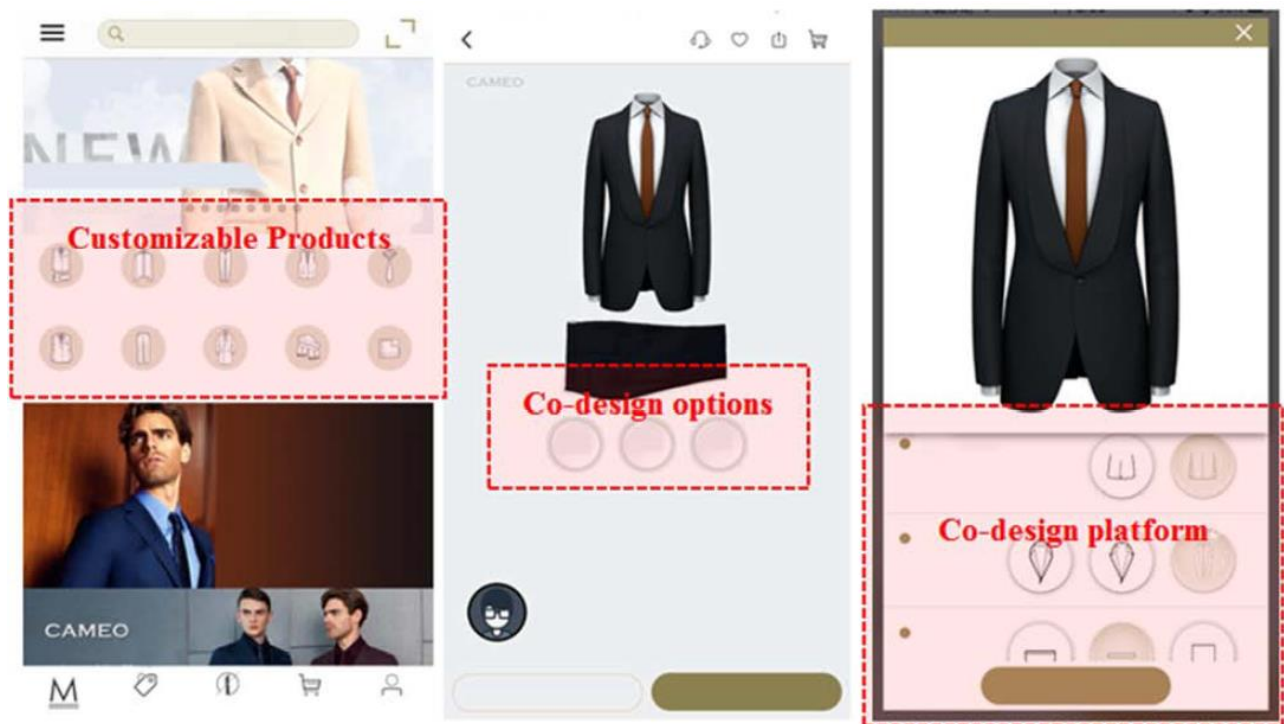 NEW
Customizable Products
CAMEO
M
CAMEO
Co-design options
Co-design platform